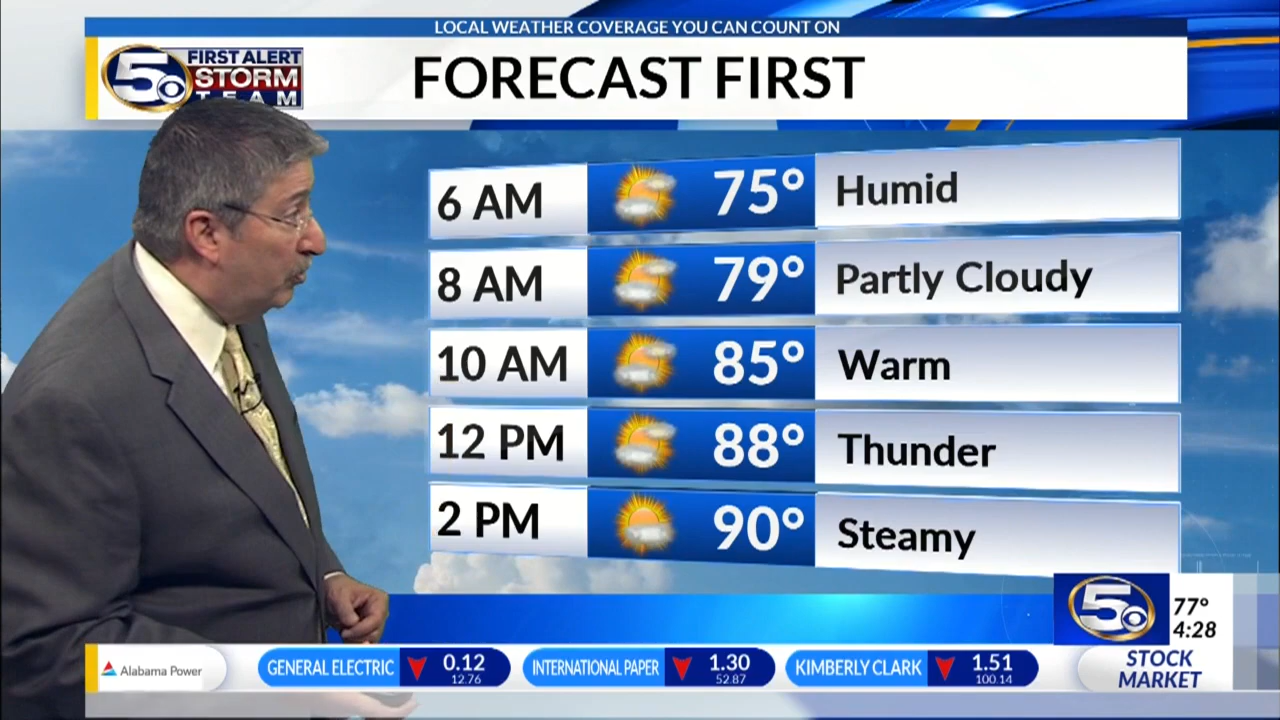 LOCAL WEATHER COVERAGE YOU CAN COUNT ON
5 FIRST ALERT
STORM
TEAM
FORECAST FIRST
6 AM 75° Humid
8 AM 79° Partly Cloudy
10 AM 85° Warm
12 PM 88° Thunder
2 PM 90° Steamy
5 77°
4:28
Alabama Power GENERAL ELECTRIC 0.12 INTERNATIONAL PAPER 1.30 KIMBERLY CLARK 1.51 STOCK
12.76 52.87 100.14 MARKET